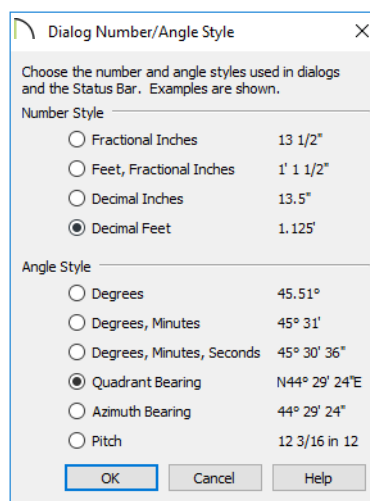 Dialog Number/Angle Style
Choose the number and angle styles used in dialogs
and the Status Bar. Examples are shown.
Number Style
Fractional Inches 13 1/2"
Feet, Fractional Inches 1' 1 1/2"
Decimal Inches 13.5"
Decimal Feet 1.125'
Angle Style
Degrees 45.51°
Degrees, Minutes 45° 31'
Degrees, Minutes, Seconds 45° 30' 36"
Quadrant Bearing N44° 29' 24"E
Azimuth Bearing 44° 29' 24"
Pitch 12 3/16 in 12
OK Cancel Help